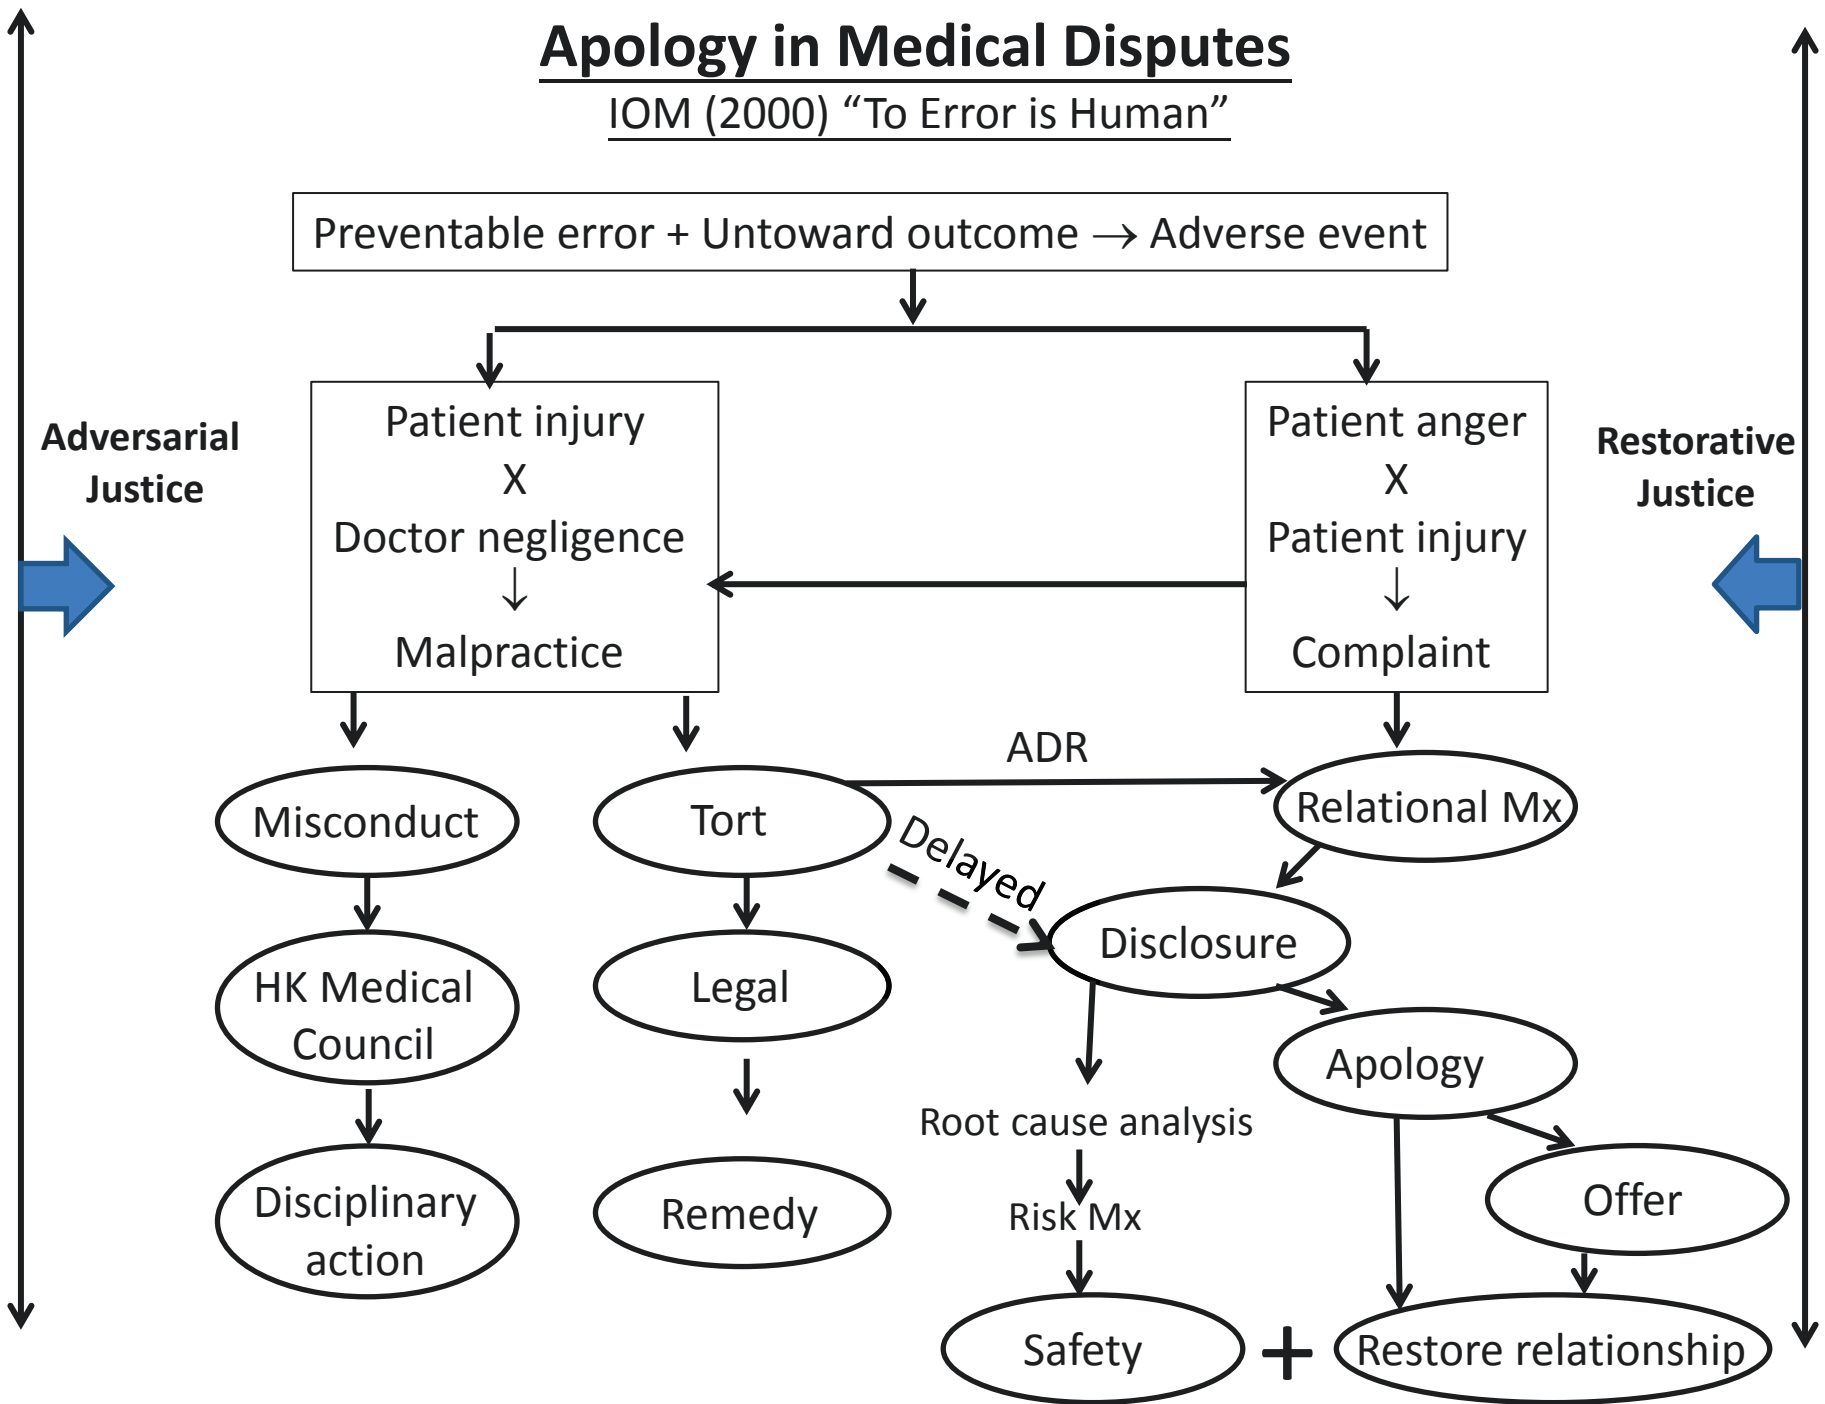 Apology in Medical Disputes
IOM (2000) “To Error is Human”
Preventable error + Untoward outcome → Adverse event
Adversarial
Justice
Patient injury
X
Doctor negligence
↓
Malpractice
Patient anger
X
Patient injury
↓
Complaint
Restorative
Justice
ADR
Misconduct
Tort
Relational Mx
Delayed
Disclosure
HK Medical
Council
Legal
Apology
Root cause analysis
Disciplinary
action
Remedy
Risk Mx
Offer
Safety
+
Restore relationship